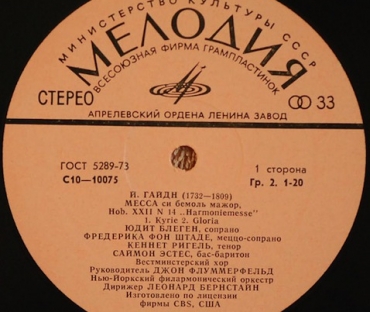 МИНИСТЕРСТВО КУЛЬТУРЫ СССР
МЕЛОДИЯ
ВСЕСОЮЗНАЯ ФИРМА ГРАМПЛАСТИНОК
СТЕРЕО
33
АПРЕЛЕВСКИЙ ОРДЕНА ЛЕНИНА ЗАВОД
ГОСТ 5289-73
С10—10075
1 сторона
Гр. 2. 1-20
Й. ГАЙДН (1732—1809)
МЕССА си бемоль мажор,
Hob. XXII N 14 „Harmoniemesse"
1. Kyrie 2. Gloria
ЮДИТ БЛЕГЕН, сопрано
ФРЕДЕРИКА ФОН ШТАДЕ, меццо-сопрано
КЕННЕТ РИГЕЛЬ, тенор
САЙМОН ЭСТЕС, бас-баритон
Вестминстерский хор
Руководитель ДЖОН ФЛУММЕРФЕЛЬД
Нью-Йоркский филармонический оркестр
Дирижер ЛЕОНАРД БЕРНСТАЙН
Изготовлено по лицензии
фирмы CBS, США